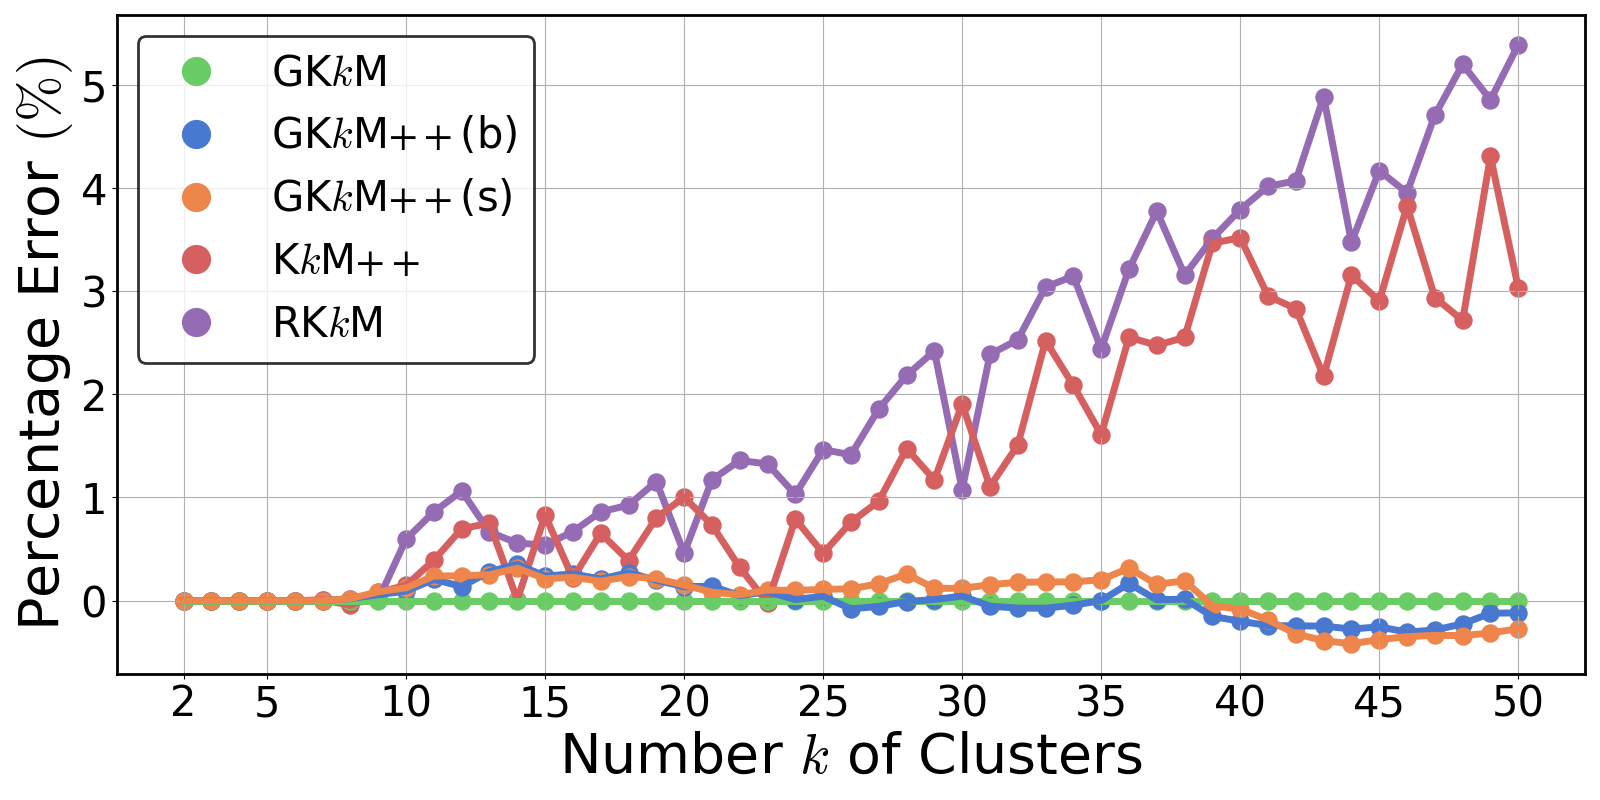 GKkM
GKkM++(b)
GKkM++(s)
KkM++
RKkM
Percentage Error (%)
5
4
3
2
1
0
2 5 10 15 20 25 30 35 40 45 50
Number k of Clusters